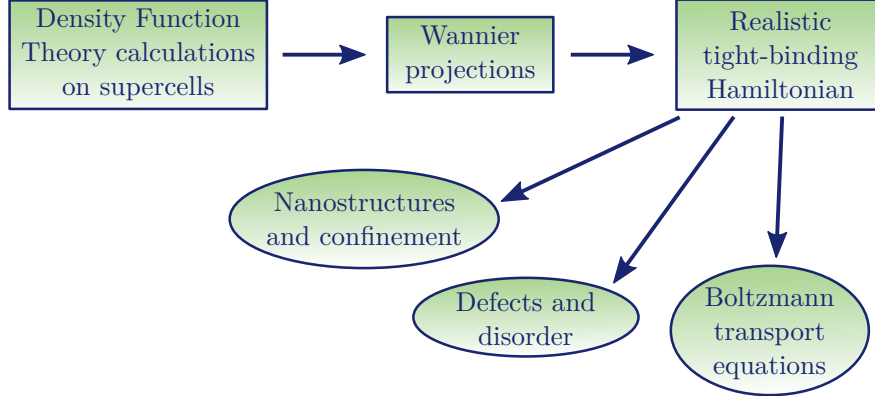 Density Function
Theory calculations
on supercells
Wannier
projections
Realistic
tight-binding
Hamiltonian
Nanostructures
and confinement
Defects and
disorder
Boltzmann
transport
equations